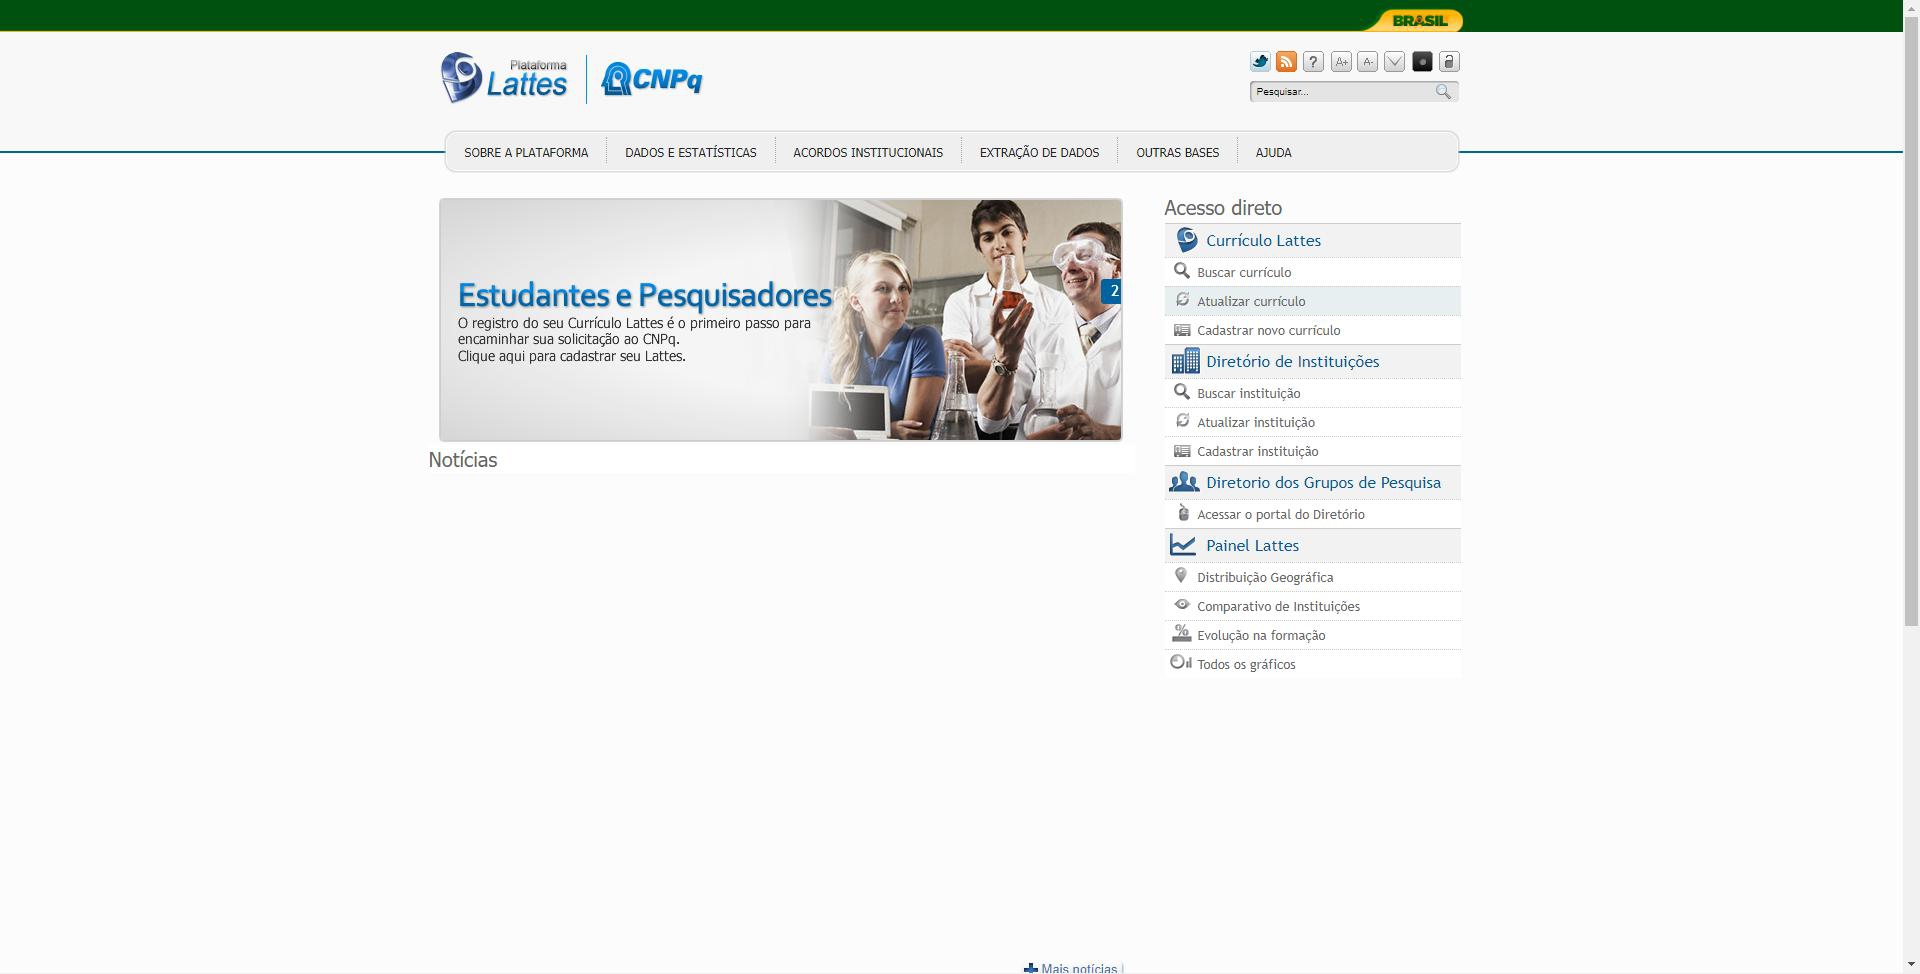 BRASIL
Plataforma
Lattes
CNPq
?
A+
A-
Pesquisar...
SOBRE A PLATAFORMA
DADOS E ESTATÍSTICAS
ACORDOS INSTITUCIONAIS
EXTRAÇÃO DE DADOS
OUTRAS BASES
AJUDA
Estudantes e Pesquisadores
O registro do seu Currículo Lattes é o primeiro passo para
encaminhar sua solicitação ao CNPq.
Clique aqui para cadastrar seu Lattes.
2
Notícias
Mais notícias
Acesso direto
Currículo Lattes
Buscar currículo
Atualizar currículo
Cadastrar novo currículo
Diretório de Instituições
Buscar instituição
Atualizar instituição
Cadastrar instituição
Diretorio dos Grupos de Pesquisa
Acessar o portal do Diretório
Painel Lattes
Distribuição Geográfica
Comparativo de Instituições
%
Evolução na formação
Todos os gráficos